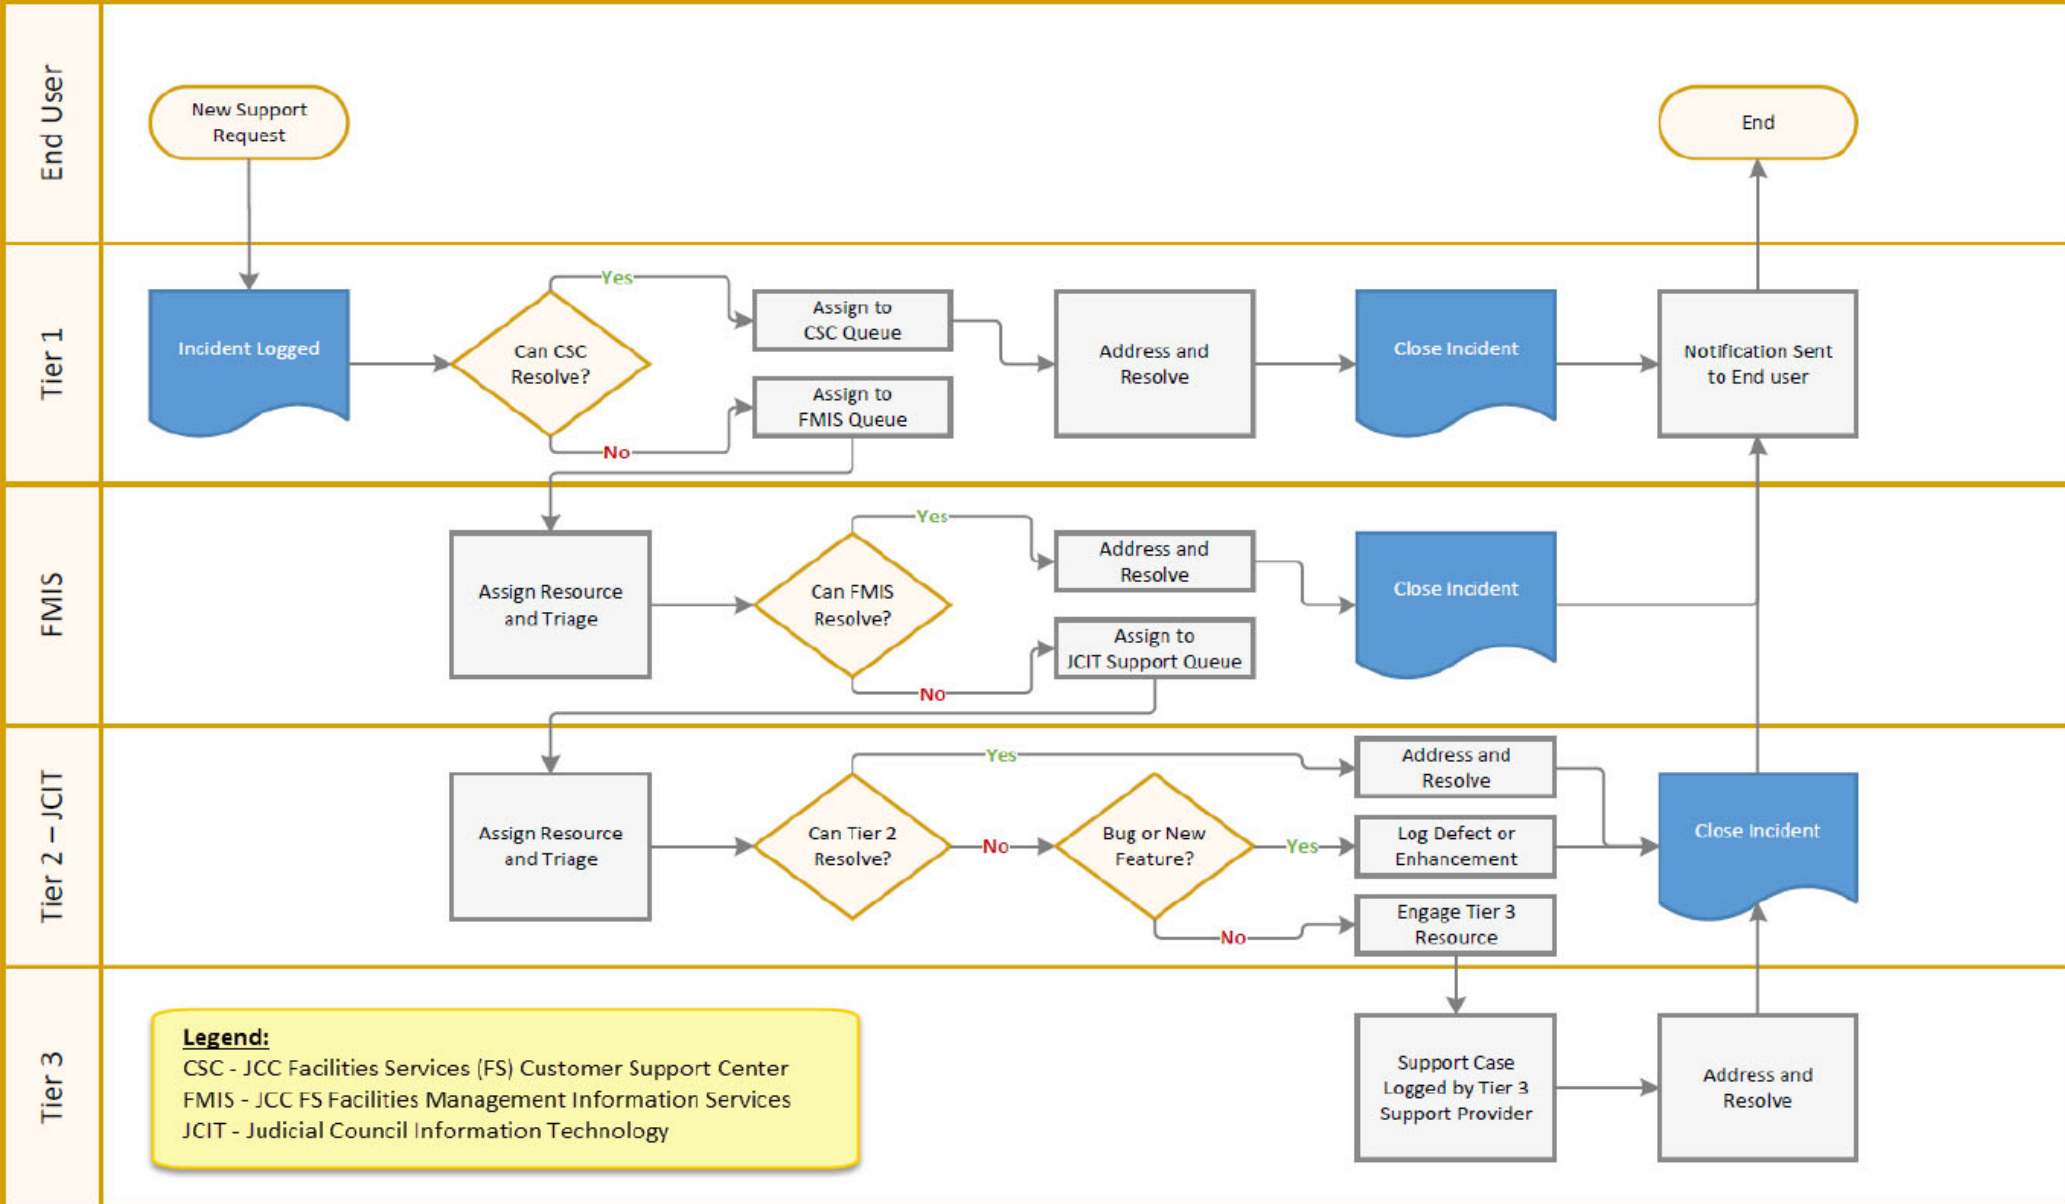 End User
New Support
Request
End
Tier 1
Incident Logged
Can CSC
Resolve?
Yes
No
Assign to
CSC Queue
Assign to
FMIS Queue
Address and
Resolve
Close Incident
Notification Sent
to End user
FMIS
Assign Resource
and Triage
Can FMIS
Resolve?
Yes
No
Address and
Resolve
Assign to
JCIT Support Queue
Close Incident
Tier 2 – JCIT
Assign Resource
and Triage
Can Tier 2
Resolve?
Yes
No
Bug or New
Feature?
Yes
No
Address and
Resolve
Log Defect or
Enhancement
Engage Tier 3
Resource
Close Incident
Tier 3
Legend:
CSC - JCC Facilities Services (FS) Customer Support Center
FMIS - JCC FS Facilities Management Information Services
JCIT - Judicial Council Information Technology
Support Case
Logged by Tier 3
Support Provider
Address and
Resolve